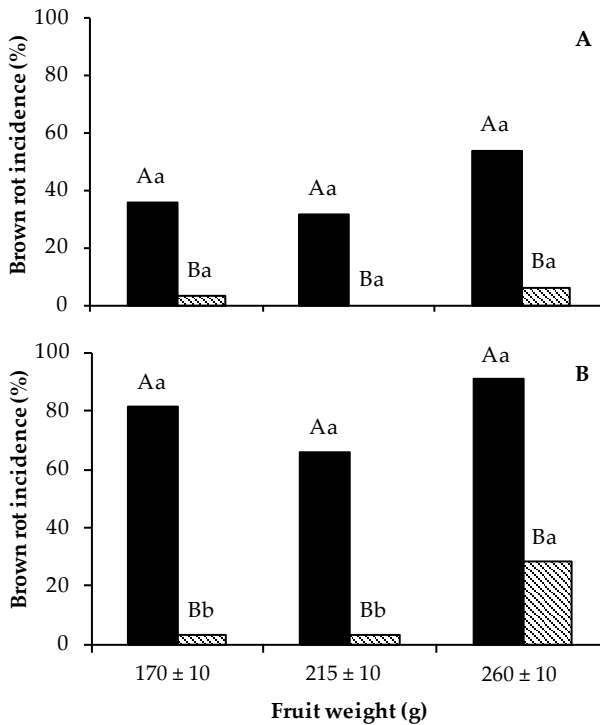 100
A
80
60
40
20
0
Brown rot incidence (%)
Aa
Ba
Aa
Ba
Aa
Ba
100
B
80
60
40
20
0
Brown rot incidence (%)
Aa
Bb
Aa
Bb
Aa
Ba
170 ± 10 215 ± 10 260 ± 10
Fruit weight (g)